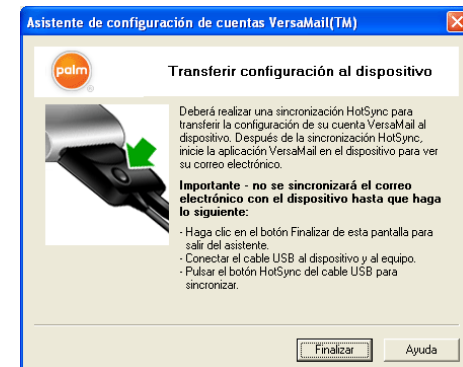 Asistente de configuración de cuentas VersaMail(TM)
palm
Transferir configuración al dispositivo
Deberá realizar una sincronización HotSync para
transferir la configuración de su cuenta VersaMail al
dispositivo. Después de la sincronización HotSync,
inicie la aplicación VersaMail en el dispositivo para ver
su correo electrónico.
Importante - no se sincronizará el correo
electrónico con el dispositivo hasta que haga
lo siguiente:
- Haga clic en el botón Finalizar de esta pantalla para
salir del asistente.
- Conectar el cable USB al dispositivo y al equipo.
- Pulsar el botón HotSync del cable USB para
sincronizar.
Finalizar
Ayuda